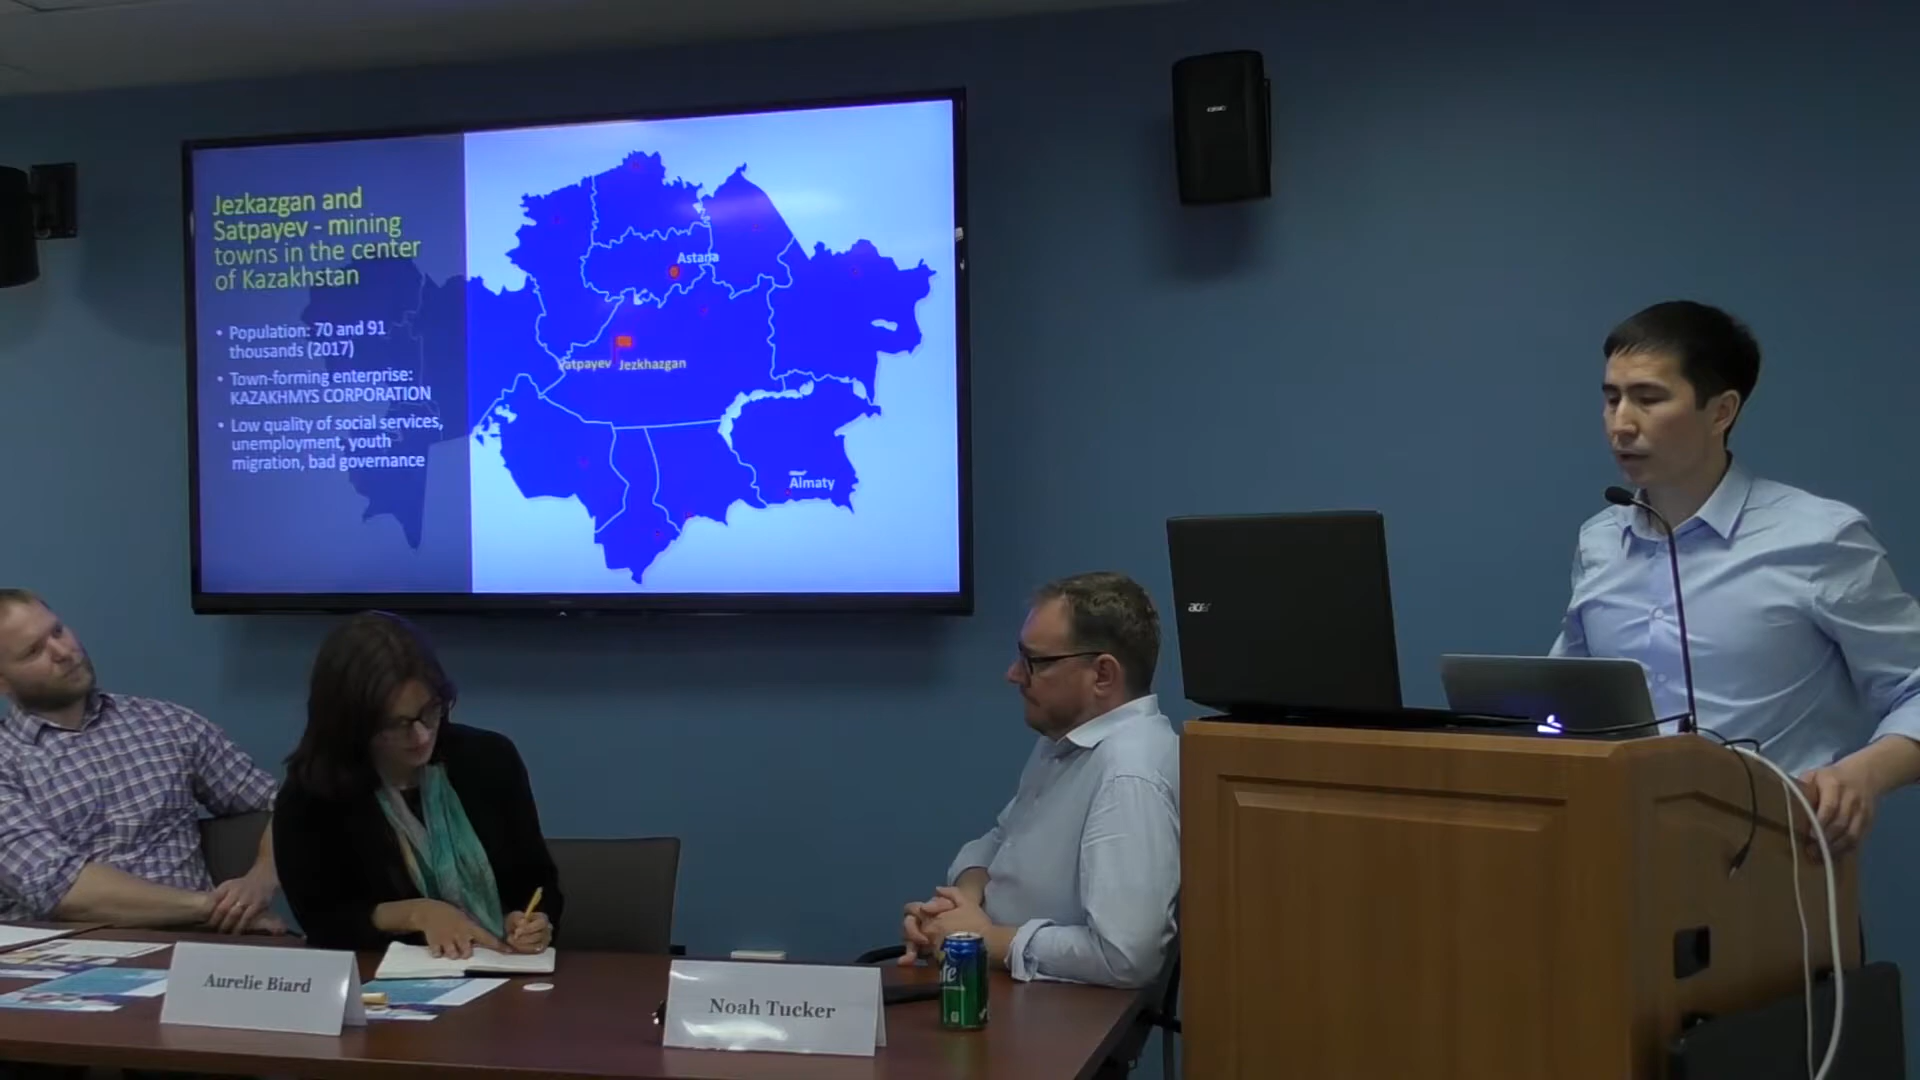 Jezkazgan and
Satpayev - mining
towns in the center
of Kazakhstan
• Population: 70 and 91
thousands (2017)
• Town-forming enterprise:
KAZAKHMYS CORPORATION
• Low quality of social services,
unemployment, youth
migration, bad governance
Astana
Satpayev Jezkhazgan
Almaty
acer
Aurelie Biard
Noah Tucker